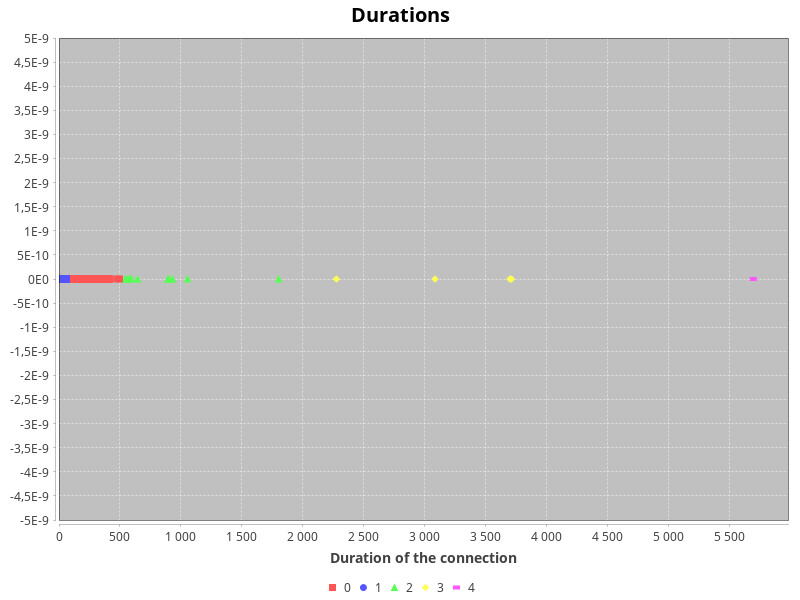 Durations
5E-9
4,5E-9
4E-9
3,5E-9
3E-9
2,5E-9
2E-9
1,5E-9
1E-9
5E-10
0E0
-5E-10
-1E-9
-1,5E-9
-2E-9
-2,5E-9
-3E-9
-3,5E-9
-4E-9
-4,5E-9
-5E-9
0 500 1 000 1 500 2 000 2 500 3 000 3 500 4 000 4 500 5 000 5 500
Duration of the connection
0 1 2 3 4